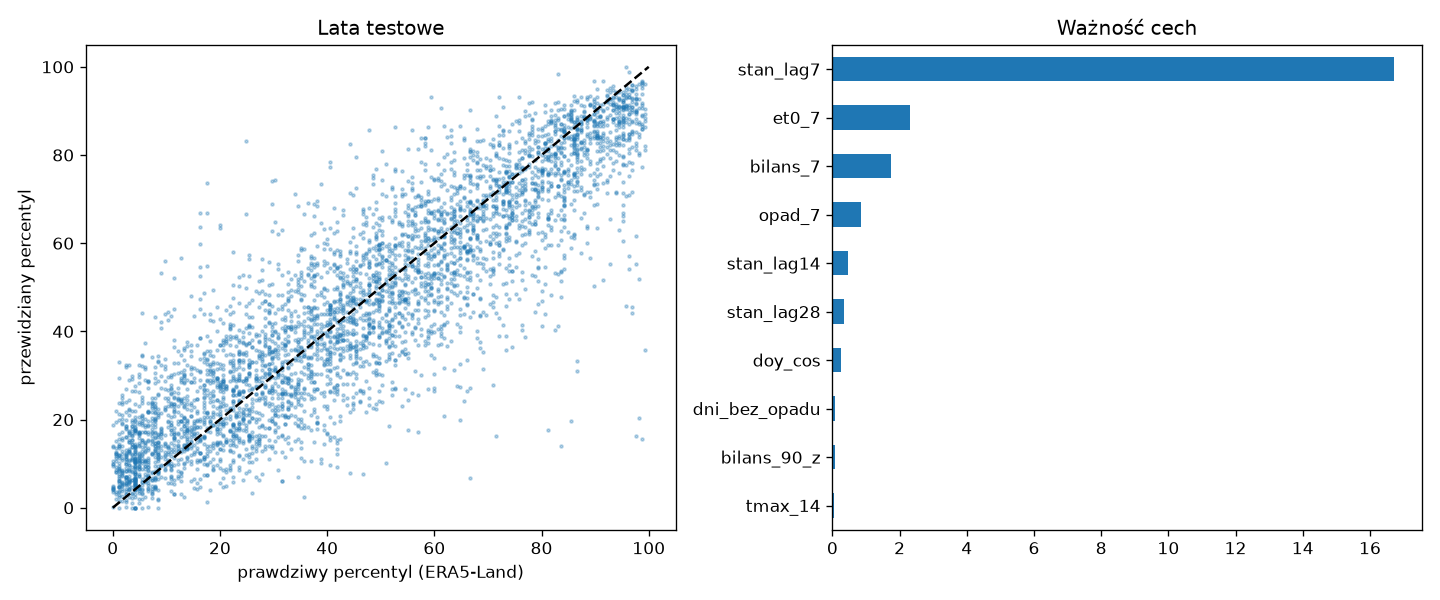 Lata testowe
100
80
60
40
20
0
przewidziany percentyl
0 20 40 60 80 100
prawdziwy percentyl (ERA5-Land)
Ważność cech
stan_lag7
et0_7
bilans_7
opad_7
stan_lag14
stan_lag28
doy_cos
dni_bez_opadu
bilans_90_z
tmax_14
0 2 4 6 8 10 12 14 16